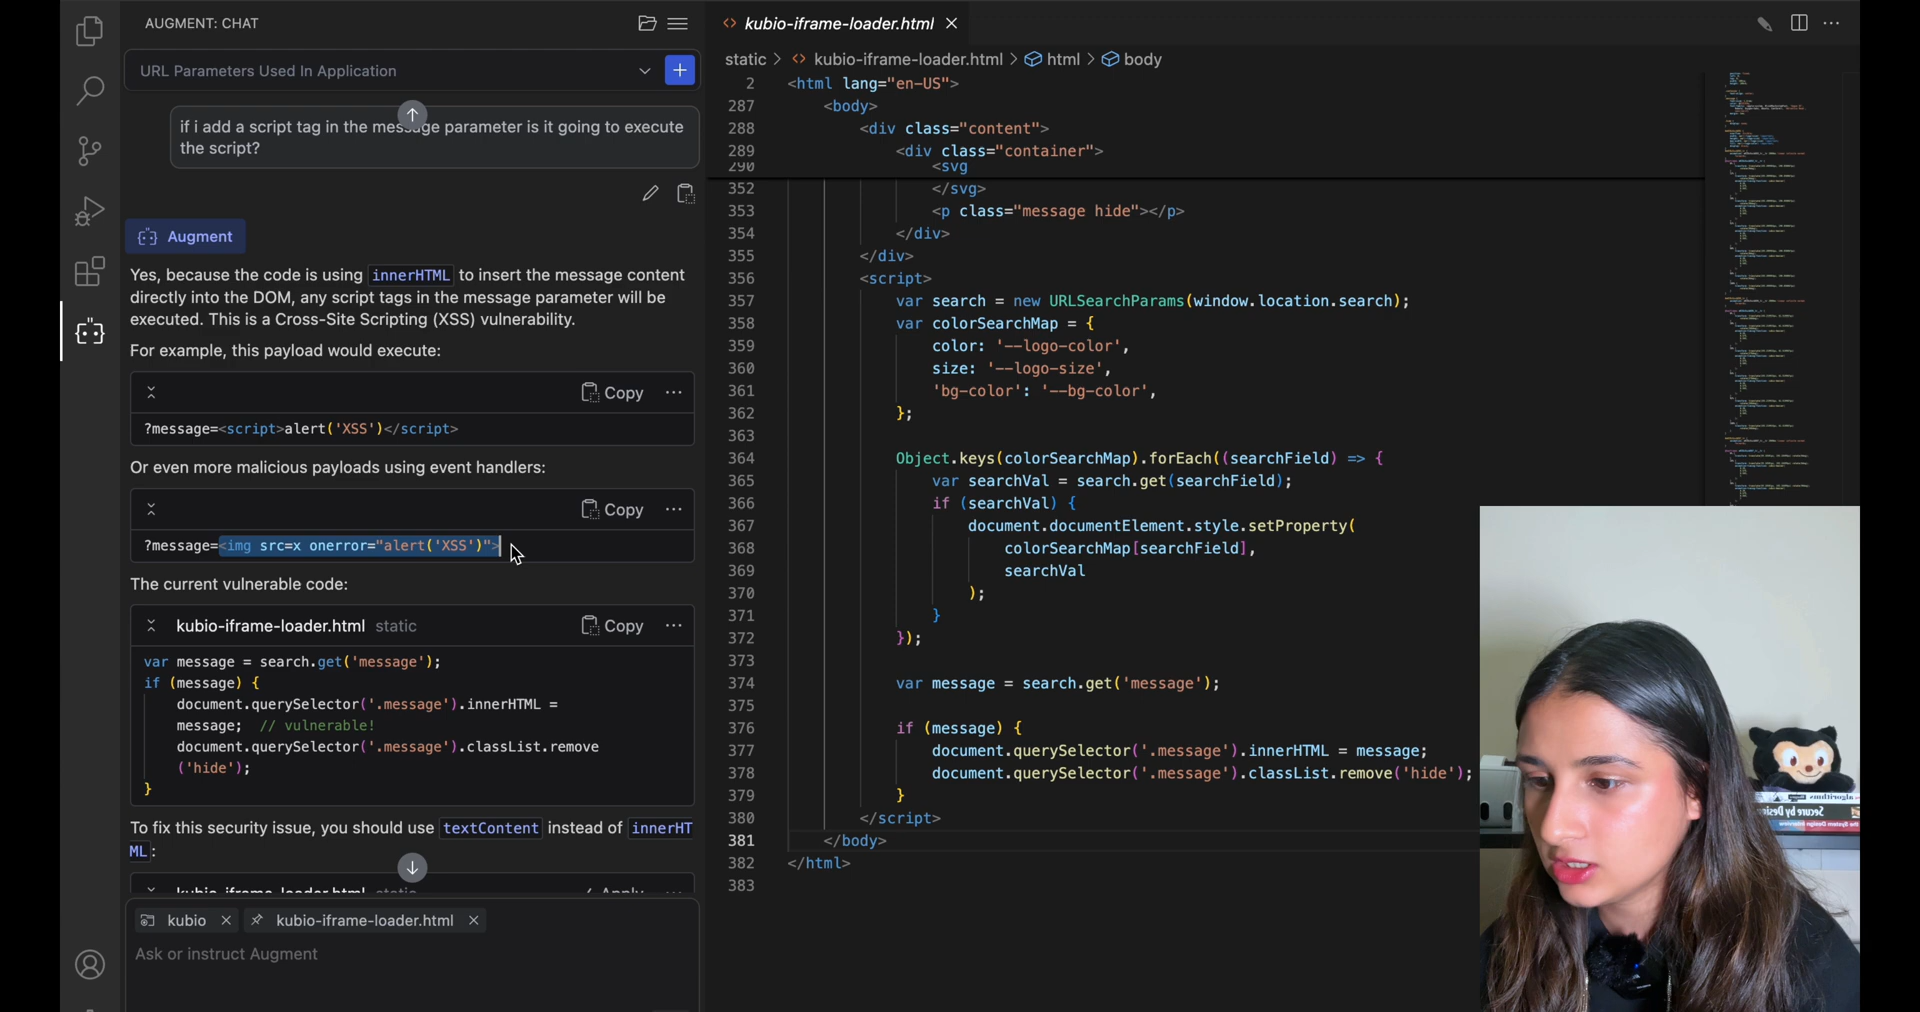 AUGMENT: CHAT
URL Parameters Used In Application
if i add a script tag in the message parameter is it going to execute
the script?
Augment
Yes, because the code is using innerHTML to insert the message content
directly into the DOM, any script tags in the message parameter will be
executed. This is a Cross-Site Scripting (XSS) vulnerability.
For example, this payload would execute:
Copy
?message=<script>alert('XSS')</script>
Or even more malicious payloads using event handlers:
Copy
?message=<img src=x onerror="alert('XSS')">
The current vulnerable code:
kubio-iframe-loader.html static
Copy
var message = search.get('message');
if (message) {
document.querySelector('.message').innerHTML =
message; // vulnerable!
document.querySelector('.message').classList.remove
('hide');
}
To fix this security issue, you should use textContent instead of innerHT
ML:
kubio-iframe-loader.html static
Apply
kubio
kubio-iframe-loader.html
Ask or instruct Augment
kubio-iframe-loader.html
static > kubio-iframe-loader.html > html > body
2 <html lang="en-US">
287 <body>
288 <div class="content">
289 <div class="container">
290 <svg
352 </svg>
353 <p class="message hide"></p>
354 </div>
355 </div>
356 <script>
357 var search = new URLSearchParams(window.location.search);
358 var colorSearchMap = {
359 color: '--logo-color',
360 size: '--logo-size',
361 'bg-color': '--bg-color',
362 };
363
364 Object.keys(colorSearchMap).forEach((searchField) => {
365 var searchVal = search.get(searchField);
366 if (searchVal) {
367 document.documentElement.style.setProperty(
368 colorSearchMap[searchField],
369 searchVal
370 );
371 }
372 });
373
374 var message = search.get('message');
375
376 if (message) {
377 document.querySelector('.message').innerHTML = message;
378 document.querySelector('.message').classList.remove('hide');
379 }
380 </script>
381 </body>
382 </html>
383